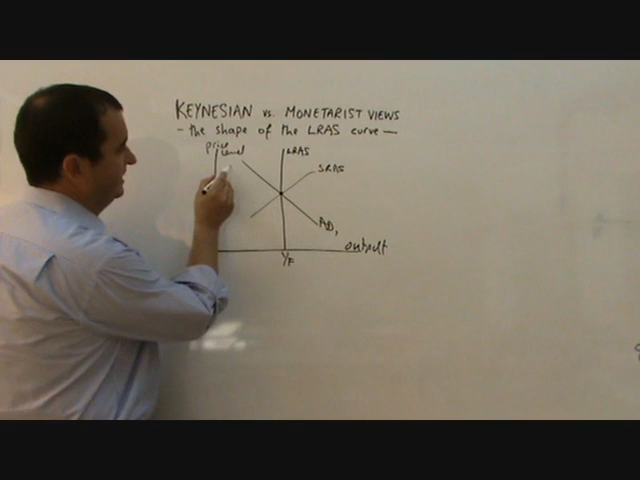 KEYNESIAN vs. MONETARIST VIEWS
- the shape of the LRAS curve -
price
level
LRAS
SRAS
AD1
output
YF